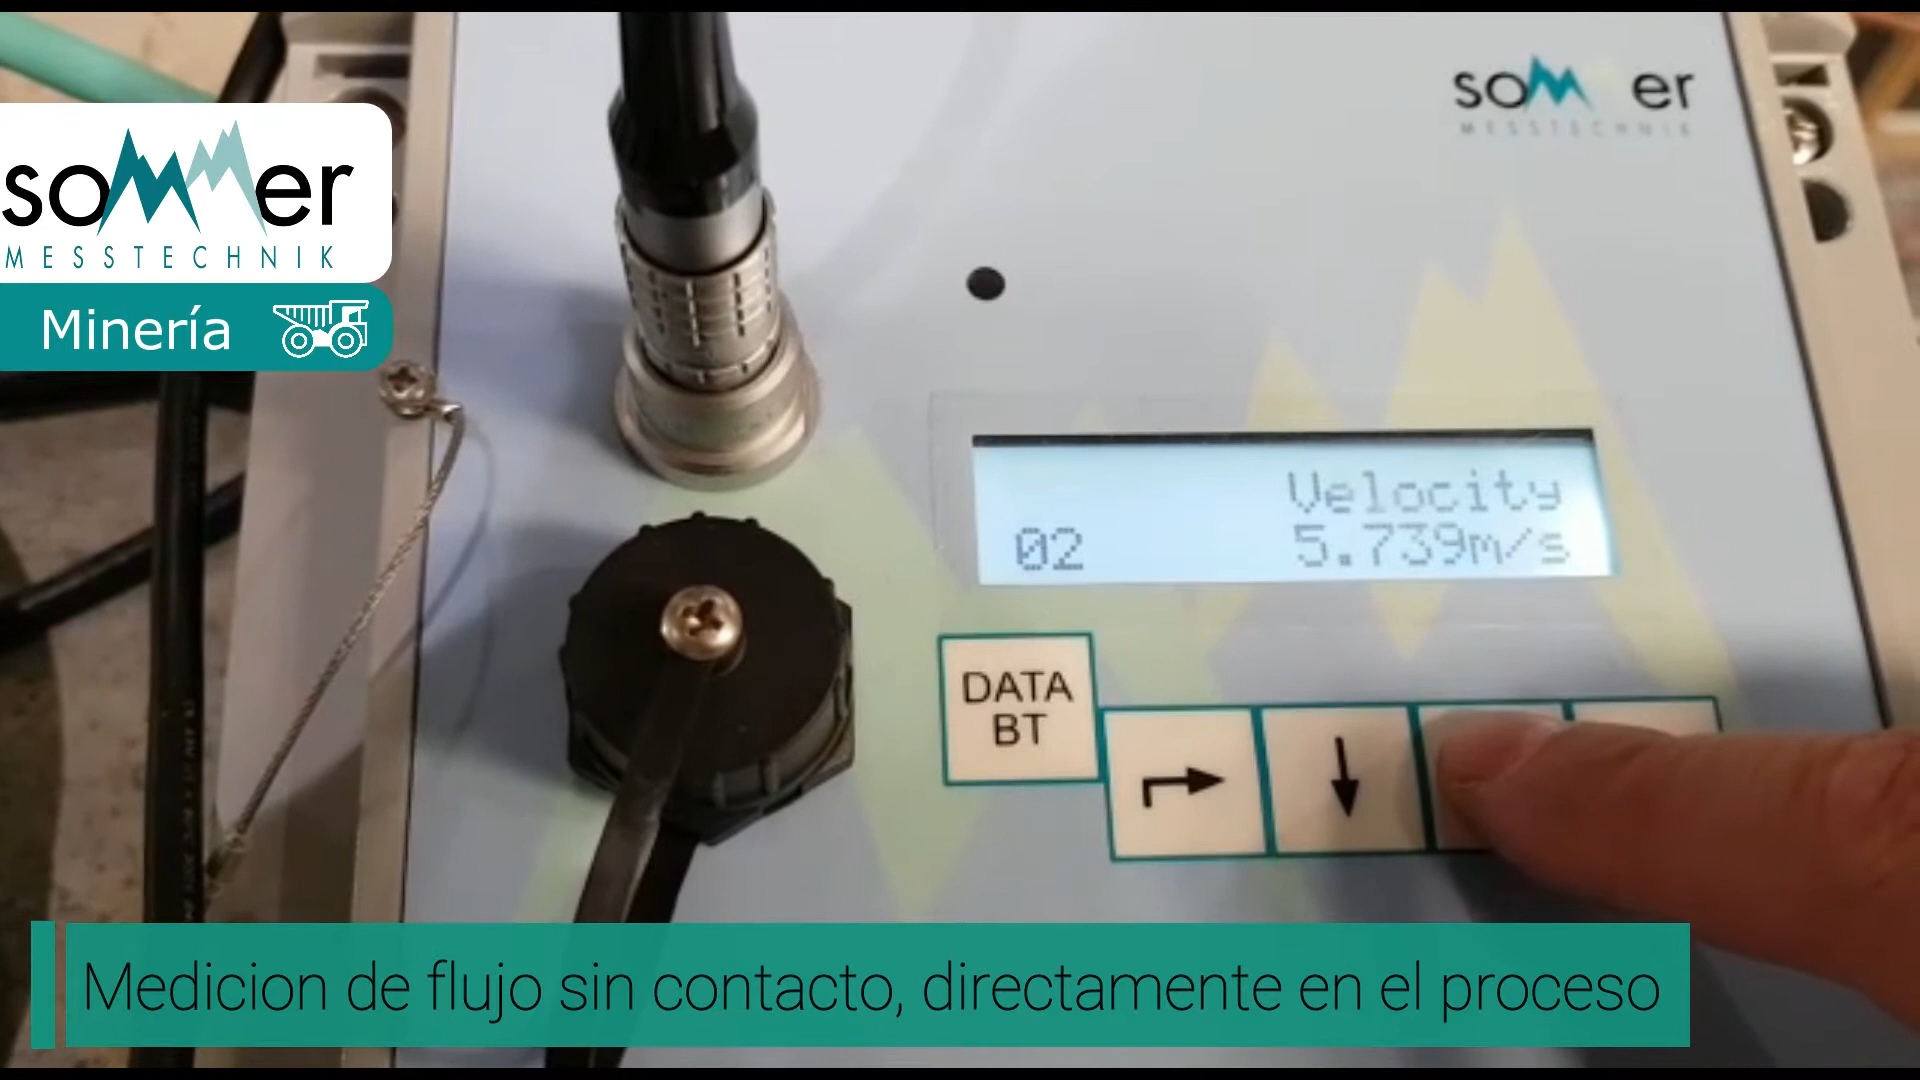 sommer
MESSTECHNIK
Minería
sommer
MESSTECHNIK
Velocity
02 5.739m/s
DATA
BT
Medicion de flujo sin contacto, directamente en el proceso